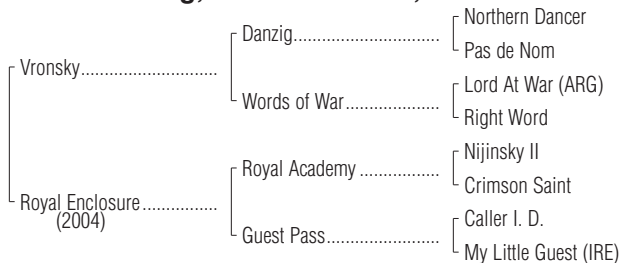 Northern Dancer
Danzig
Pas de Nom
Vronsky
Lord At War (ARG)
Words of War
Right Word
Nijinsky II
Royal Academy
Crimson Saint
Royal Enclosure
(2004)
Caller I. D.
Guest Pass
My Little Guest (IRE)